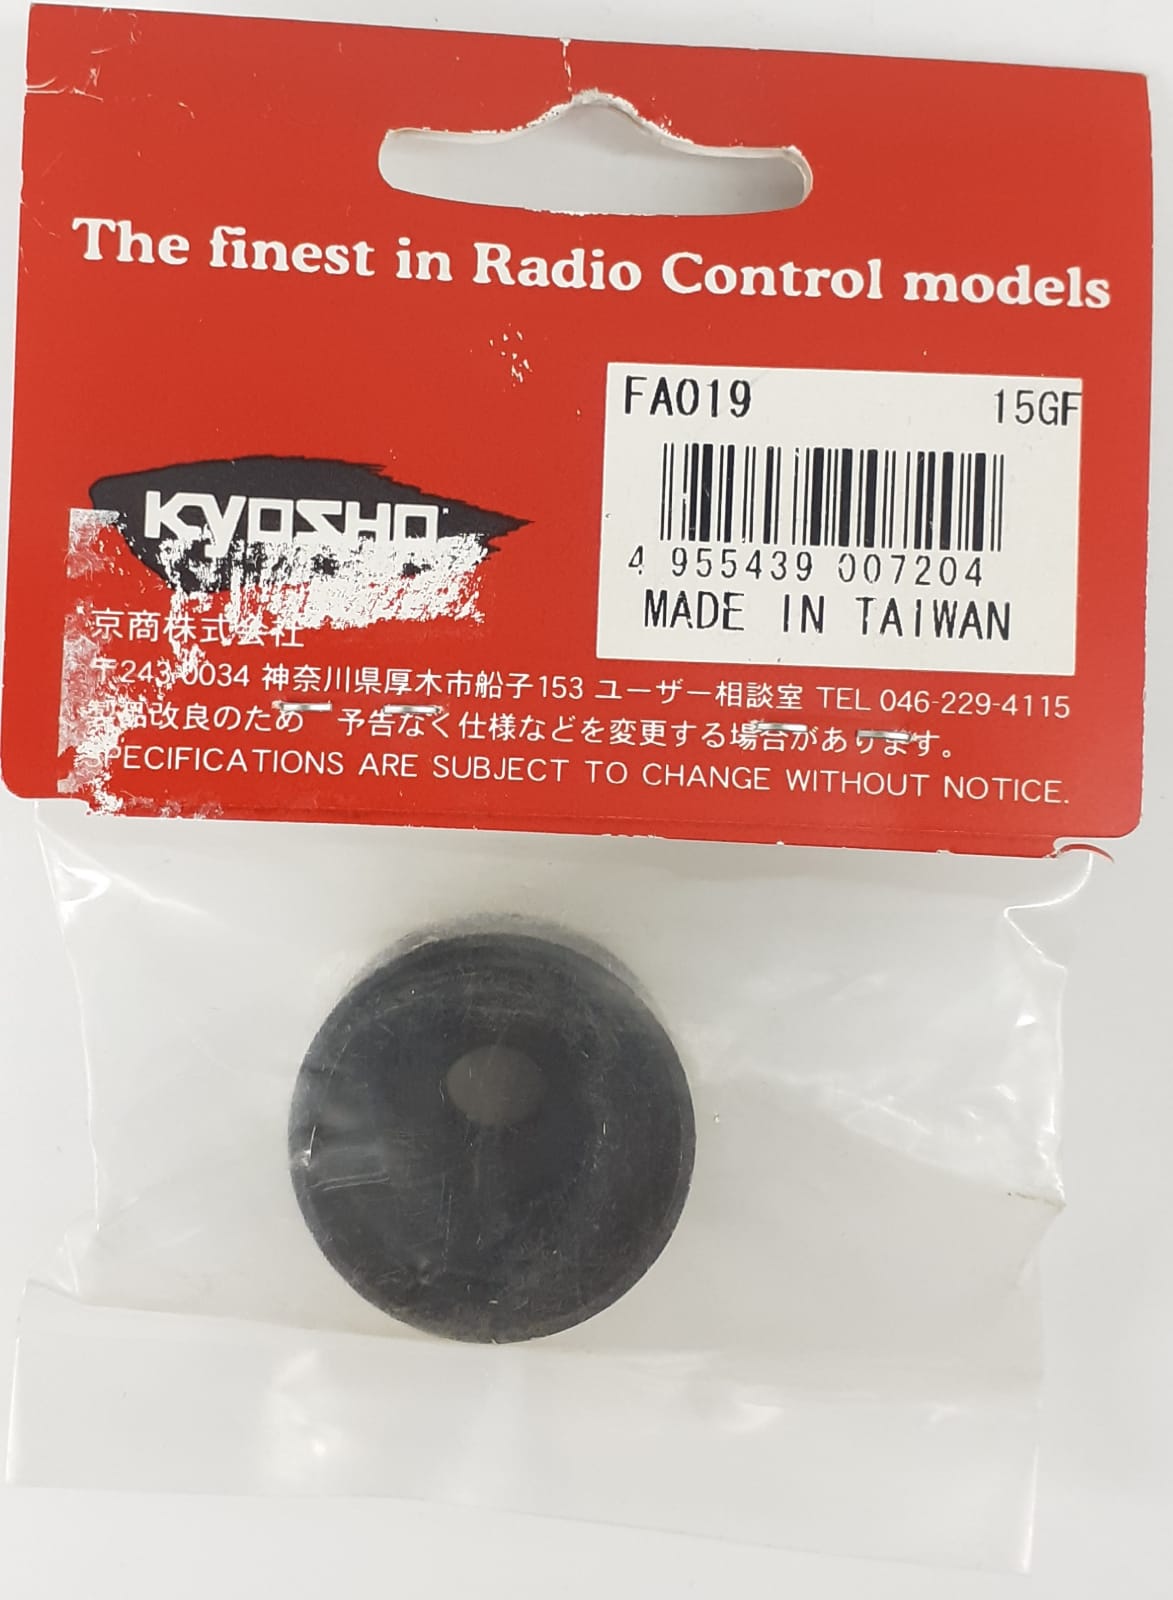 The finest in Radio Control models
FA019 15GF
4 955439 007204
MADE IN TAIWAN
KYOSHO
京商株式会社
〒243-0034 神奈川県厚木市船子153 ユーザー相談室 TEL 046-229-4115
製品改良のため 予告なく仕様などを変更する場合があります。
SPECIFICATIONS ARE SUBJECT TO CHANGE WITHOUT NOTICE.